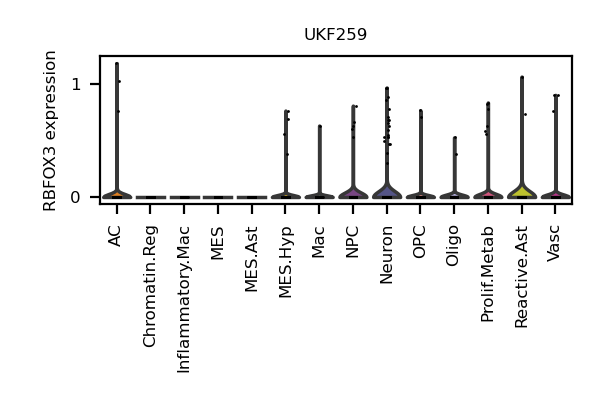 UKF259
RBFOX3 expression
1
0
AC
Chromatin.Reg
Inflammatory.Mac
MES
MES.Ast
MES.Hyp
Mac
NPC
Neuron
OPC
Oligo
Prolif.Metab
Reactive.Ast
Vasc